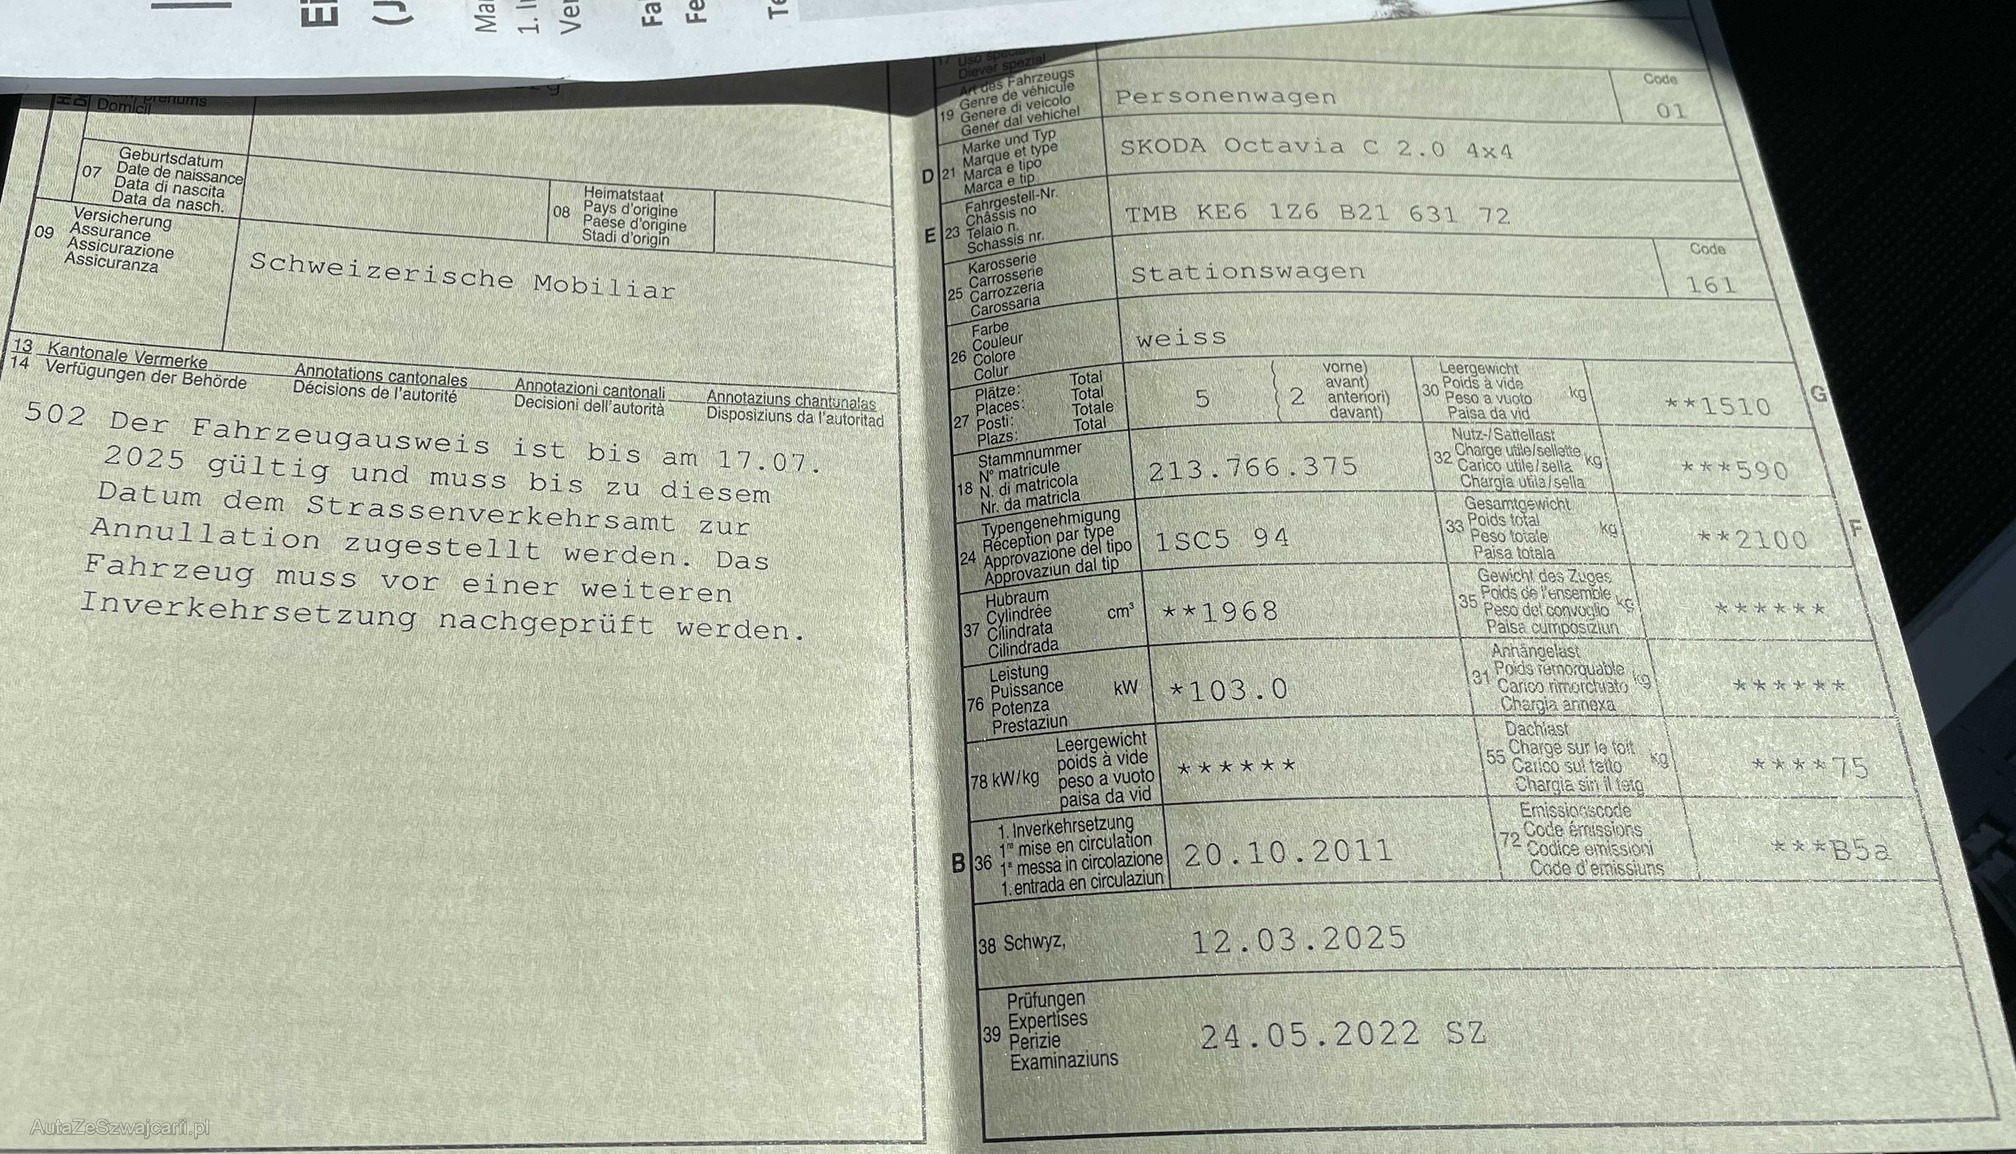 Ei
(J
Ma
1. I
Ver
Fa
Fe
Te
Domicil
07 Geburtsdatum
Date de naissance
Data di nascita
Data da nasch.
08 Heimatstaat
Pays d'origine
Paese d'origine
Stadi d'origin
09 Versicherung
Assurance
Assicurazione
Assicuranza
Schweizerische Mobiliar
13 Kantonale Vermerke Annotations cantonales Annotazioni cantonali Annotaziuns chantunalas
14 Verfügungen der Behörde Décisions de l'autorité Decisioni dell'autorità Disposiziuns da l'autoritad
502 Der Fahrzeugausweis ist bis am 17.07.
2025 gültig und muss bis zu diesem
Datum dem Strassenverkehrsamt zur
Annullation zugestellt werden. Das
Fahrzeug muss vor einer weiteren
Inverkehrsetzung nachgeprüft werden.
17 Uso speciale
Diever spezial
19 Art des Fahrzeugs
Genre de véhicule
Genere di veicolo
Gener dal vehichel
Personenwagen
Code
01
D 21 Marke und Typ
Marque et type
Marca e tipo
Marca e tip
SKODA Octavia C 2.0 4x4
E 23 Fahrgestell-Nr.
Châssis no
Telaio n.
Schassis nr.
TMB KE6 1Z6 B21 631 72
25 Karosserie
Carrosserie
Carrozzeria
Carossaria
Stationswagen
Code
161
26 Farbe
Couleur
Colore
Colur
weiss
27 Plätze: Total
Places: Total
Posti: Totale
Plazs: Total
5 2 vorne)
avant)
anteriori)
davant)
30 Leergewicht
Poids à vide kg
Peso a vuoto
Paisa da vid
**1510 G
18 Stammnummer
N° matricule
N. di matricola
Nr. da matricla
213.766.375
32 Nutz-/Sattellast
Charge utile/sellette kg
Carico utile/sella
Chargia utila/sella
***590
24 Typengenehmigung
Réception par type
Approvazione del tipo
Approvaziun dal tip
1SC5 94
33 Gesamtgewicht
Poids total kg
Peso totale
Paisa totala
**2100 F
37 Hubraum
Cylindrée cm³
Cilindrata
Cilindrada
**1968
35 Gewicht des Zuges
Poids de l'ensemble kg
Peso del convoglio
Paisa cumposiziun
******
76 Leistung
Puissance kW
Potenza
Prestaziun
*103.0
31 Anhängelast
Poids remorquable kg
Carico rimorchiato
Chargia annexa
******
78 kW/kg Leergewicht
poids à vide
peso a vuoto
paisa da vid
******
55 Dachlast
Charge sur le toit kg
Carico sul tetto
Chargia sin il tetg
****75
B 36 1. Inverkehrsetzung
1re mise en circulation
1a messa in circolazione
1. entrada en circulaziun
20.10.2011
72 Emissionscode
Code émissions
Codice emissioni
Code d'emissiuns
***B5a
38 Schwyz, 12.03.2025
39 Prüfungen
Expertises
Perizie
Examinaziuns
24.05.2022 SZ
AutaZeSzwajcarii.pl